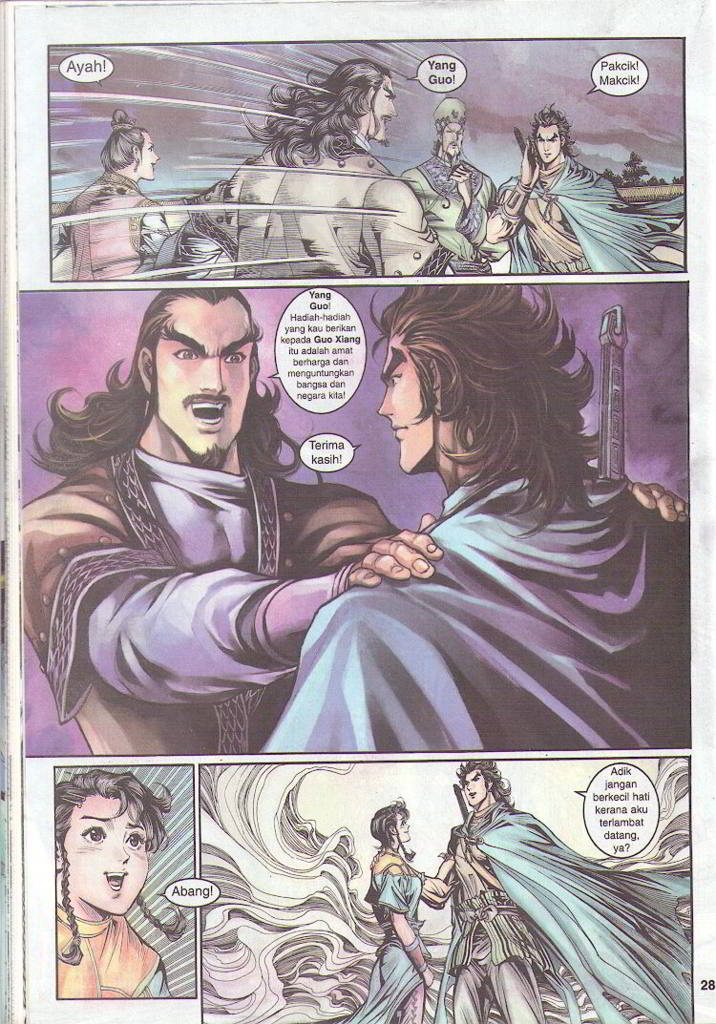 Ayah!
Yang
Guo!
Pakcik!
Makcik!
Yang
Guo!
Hadiah-hadiah
yang kau berikan
kepada Guo Xiang
itu adalah amat
berharga dan
menguntungkan
bangsa dan
negara kita!
Terima
kasih!
Abang!
Adik
jangan
berkecil hati
kerana aku
terlambat
datang,
ya?
28